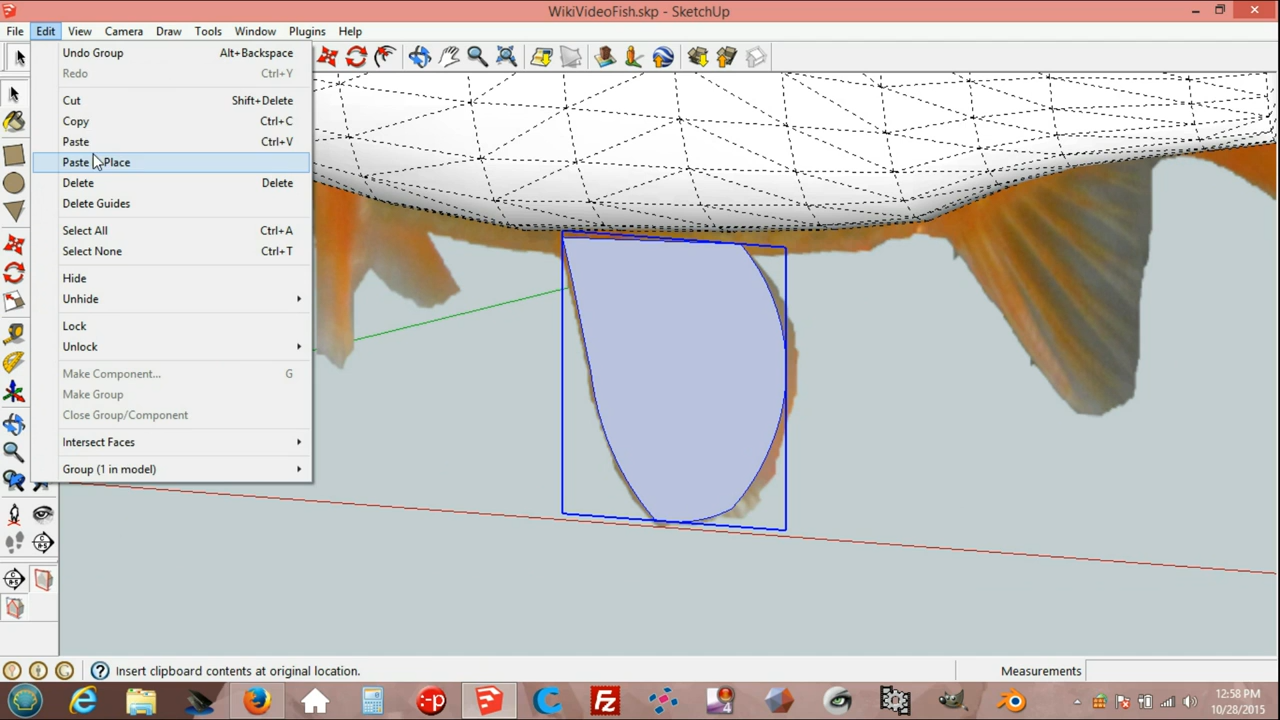 WikiVideoFish.skp - SketchUp
File Edit View Camera Draw Tools Window Plugins Help
Undo Group Alt+Backspace
Redo Ctrl+Y
Cut Shift+Delete
Copy Ctrl+C
Paste Ctrl+V
Paste Place
Delete Delete
Delete Guides
Select All Ctrl+A
Select None Ctrl+T
Hide
Unhide
Lock
Unlock
Make Component... G
Make Group
Close Group/Component
Intersect Faces
Group (1 in model)
Insert clipboard contents at original location.
Measurements
12:58 PM
10/28/2015